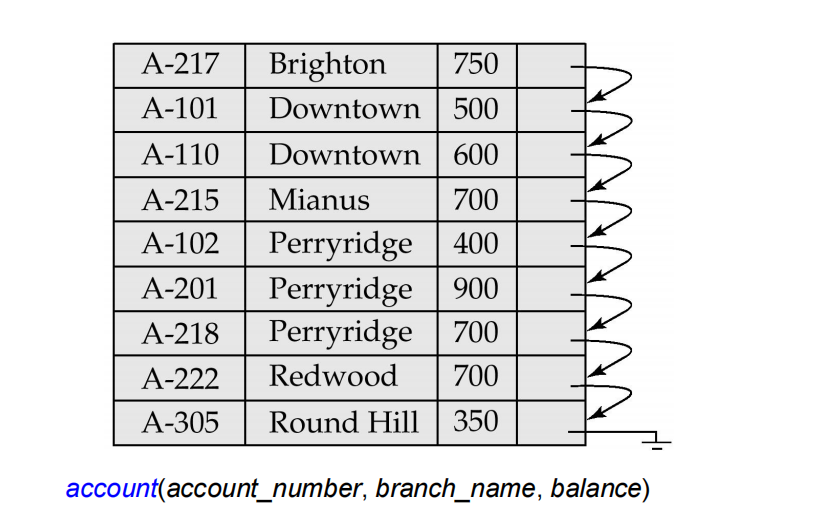 A-217 Brighton 750
A-101 Downtown 500
A-110 Downtown 600
A-215 Mianus 700
A-102 Perryridge 400
A-201 Perryridge 900
A-218 Perryridge 700
A-222 Redwood 700
A-305 Round Hill 350
account(account_number, branch_name, balance)